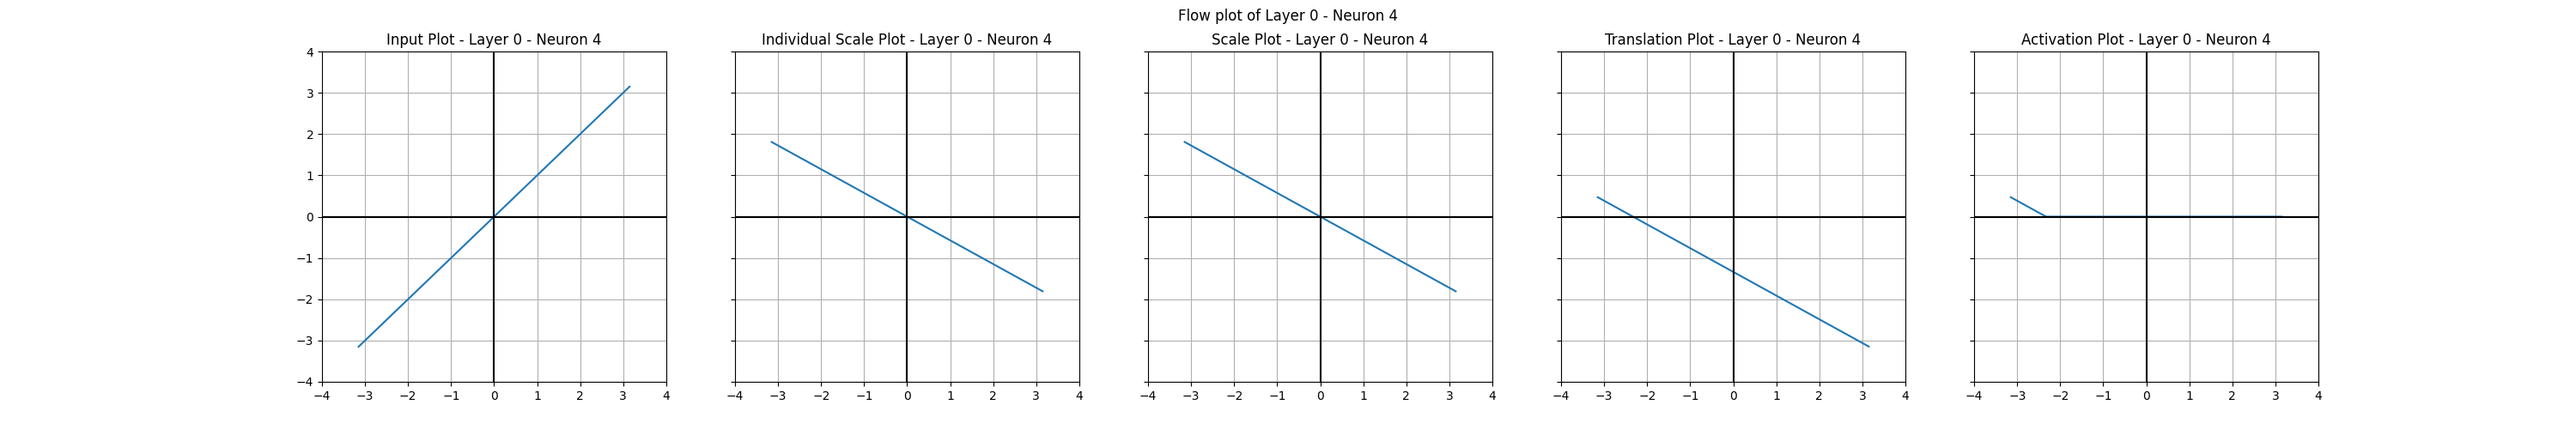 Flow plot of Layer 0 - Neuron 4
Input Plot - Layer 0 - Neuron 4
4
3
2
1
0
−1
−2
−3
−4
−4 −3 −2 −1 0 1 2 3 4
Individual Scale Plot - Layer 0 - Neuron 4
−4 −3 −2 −1 0 1 2 3 4
Scale Plot - Layer 0 - Neuron 4
−4 −3 −2 −1 0 1 2 3 4
Translation Plot - Layer 0 - Neuron 4
−4 −3 −2 −1 0 1 2 3 4
Activation Plot - Layer 0 - Neuron 4
−4 −3 −2 −1 0 1 2 3 4